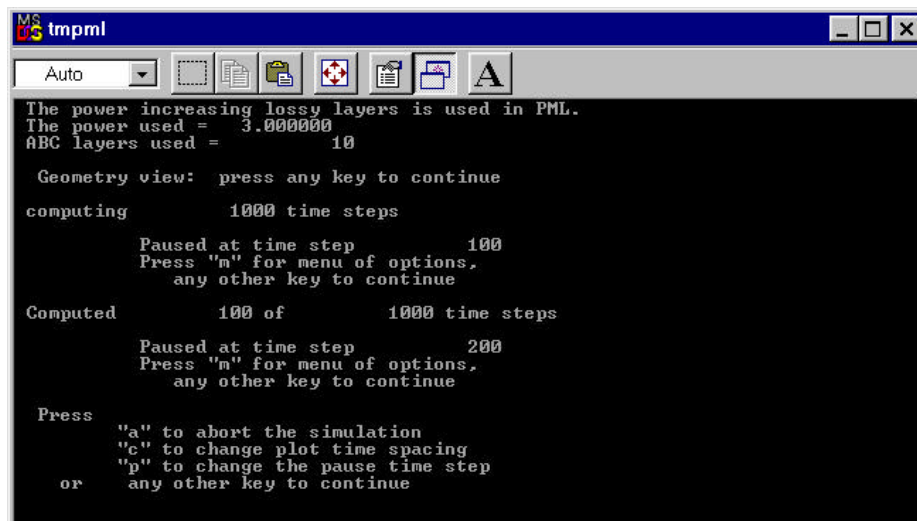 MS DOS tmpml
Auto A
The power increasing lossy layers is used in PML.
The power used = 3.000000
ABC layers used = 10
Geometry view: press any key to continue
computing 1000 time steps
Paused at time step 100
Press "m" for menu of options,
any other key to continue
Computed 100 of 1000 time steps
Paused at time step 200
Press "m" for menu of options,
any other key to continue
Press
"a" to abort the simulation
"c" to change plot time spacing
"p" to change the pause time step
or any other key to continue